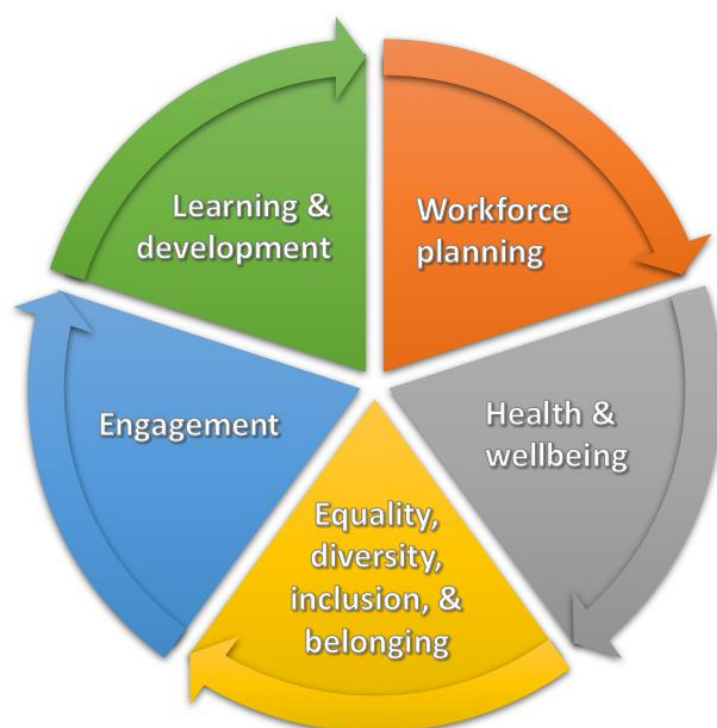 Learning &
development
Workforce
planning
Engagement
Health &
wellbeing
Equality,
diversity,
inclusion, &
belonging